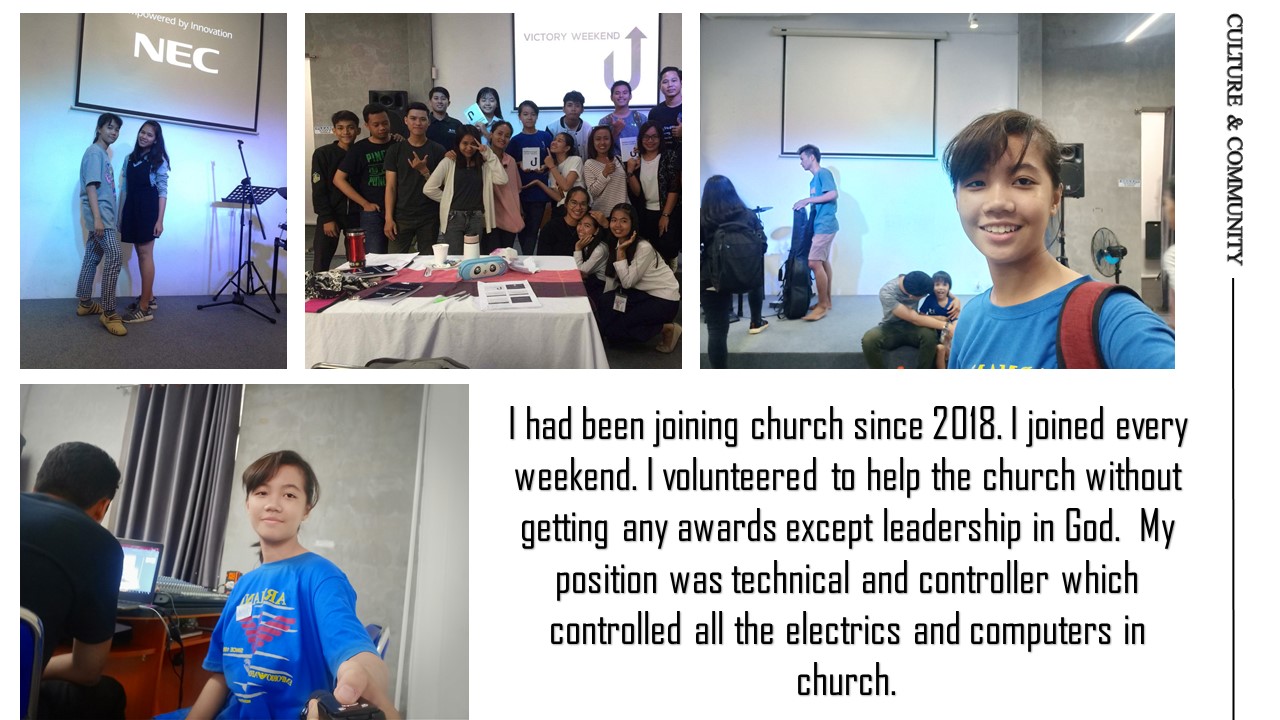 Empowered by Innovation
NEC
VICTORY WEEKEND
CULTURE & COMMUNITY
I had been joining church since 2018. I joined every
weekend. I volunteered to help the church without
getting any awards except leadership in God. My
position was technical and controller which
controlled all the electrics and computers in
church.